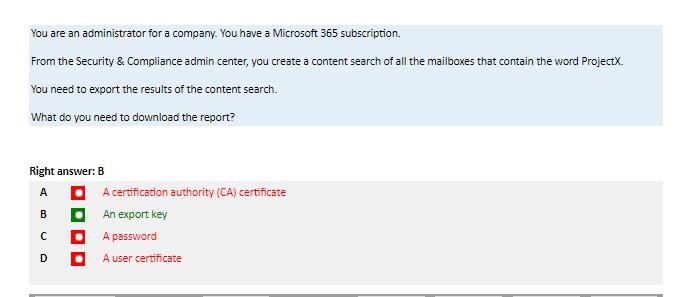 You are an administrator for a company. You have a Microsoft 365 subscription.
From the Security & Compliance admin center, you create a content search of all the mailboxes that contain the word ProjectX.
You need to export the results of the content search.
What do you need to download the report?
Right answer: B
A A certification authority (CA) certificate
B An export key
C A password
D A user certificate